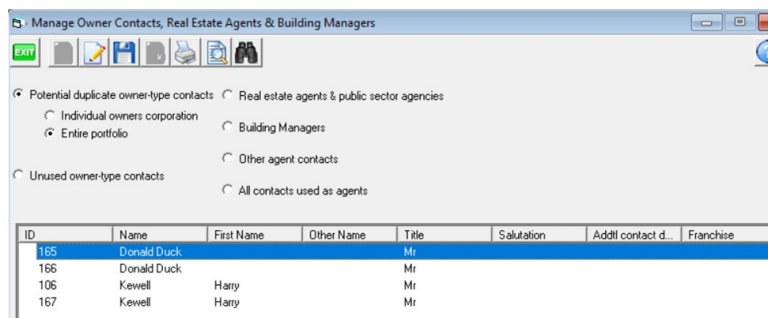 Manage Owner Contacts, Real Estate Agents & Building Managers
EXIT
Potential duplicate owner-type contacts
Real estate agents & public sector agencies
Individual owners corporation
Building Managers
Entire portfolio
Other agent contacts
Unused owner-type contacts
All contacts used as agents
ID Name First Name Other Name Title Salutation Addtl contact d... Franchise
165 Donald Duck Mr
166 Donald Duck Mr
106 Kewell Harry Mr
167 Kewell Harry Mr